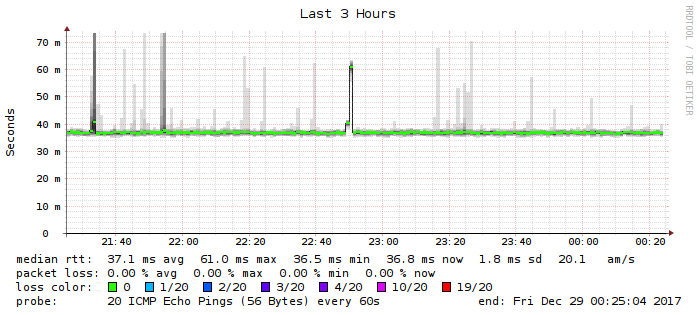 Last 3 Hours
RRDTOOL / TOBI OETIKER
Seconds
70 m
60 m
50 m
40 m
30 m
20 m
10 m
0
21:40 22:00 22:20 22:40 23:00 23:20 23:40 00:00 00:20
median rtt: 37.1 ms avg 61.0 ms max 36.5 ms min 36.8 ms now 1.8 ms sd 20.1 am/s
packet loss: 0.00 % avg 0.00 % max 0.00 % min 0.00 % now
loss color: 0 1/20 2/20 3/20 4/20 10/20 19/20
probe: 20 ICMP Echo Pings (56 Bytes) every 60s end: Fri Dec 29 00:25:04 2017